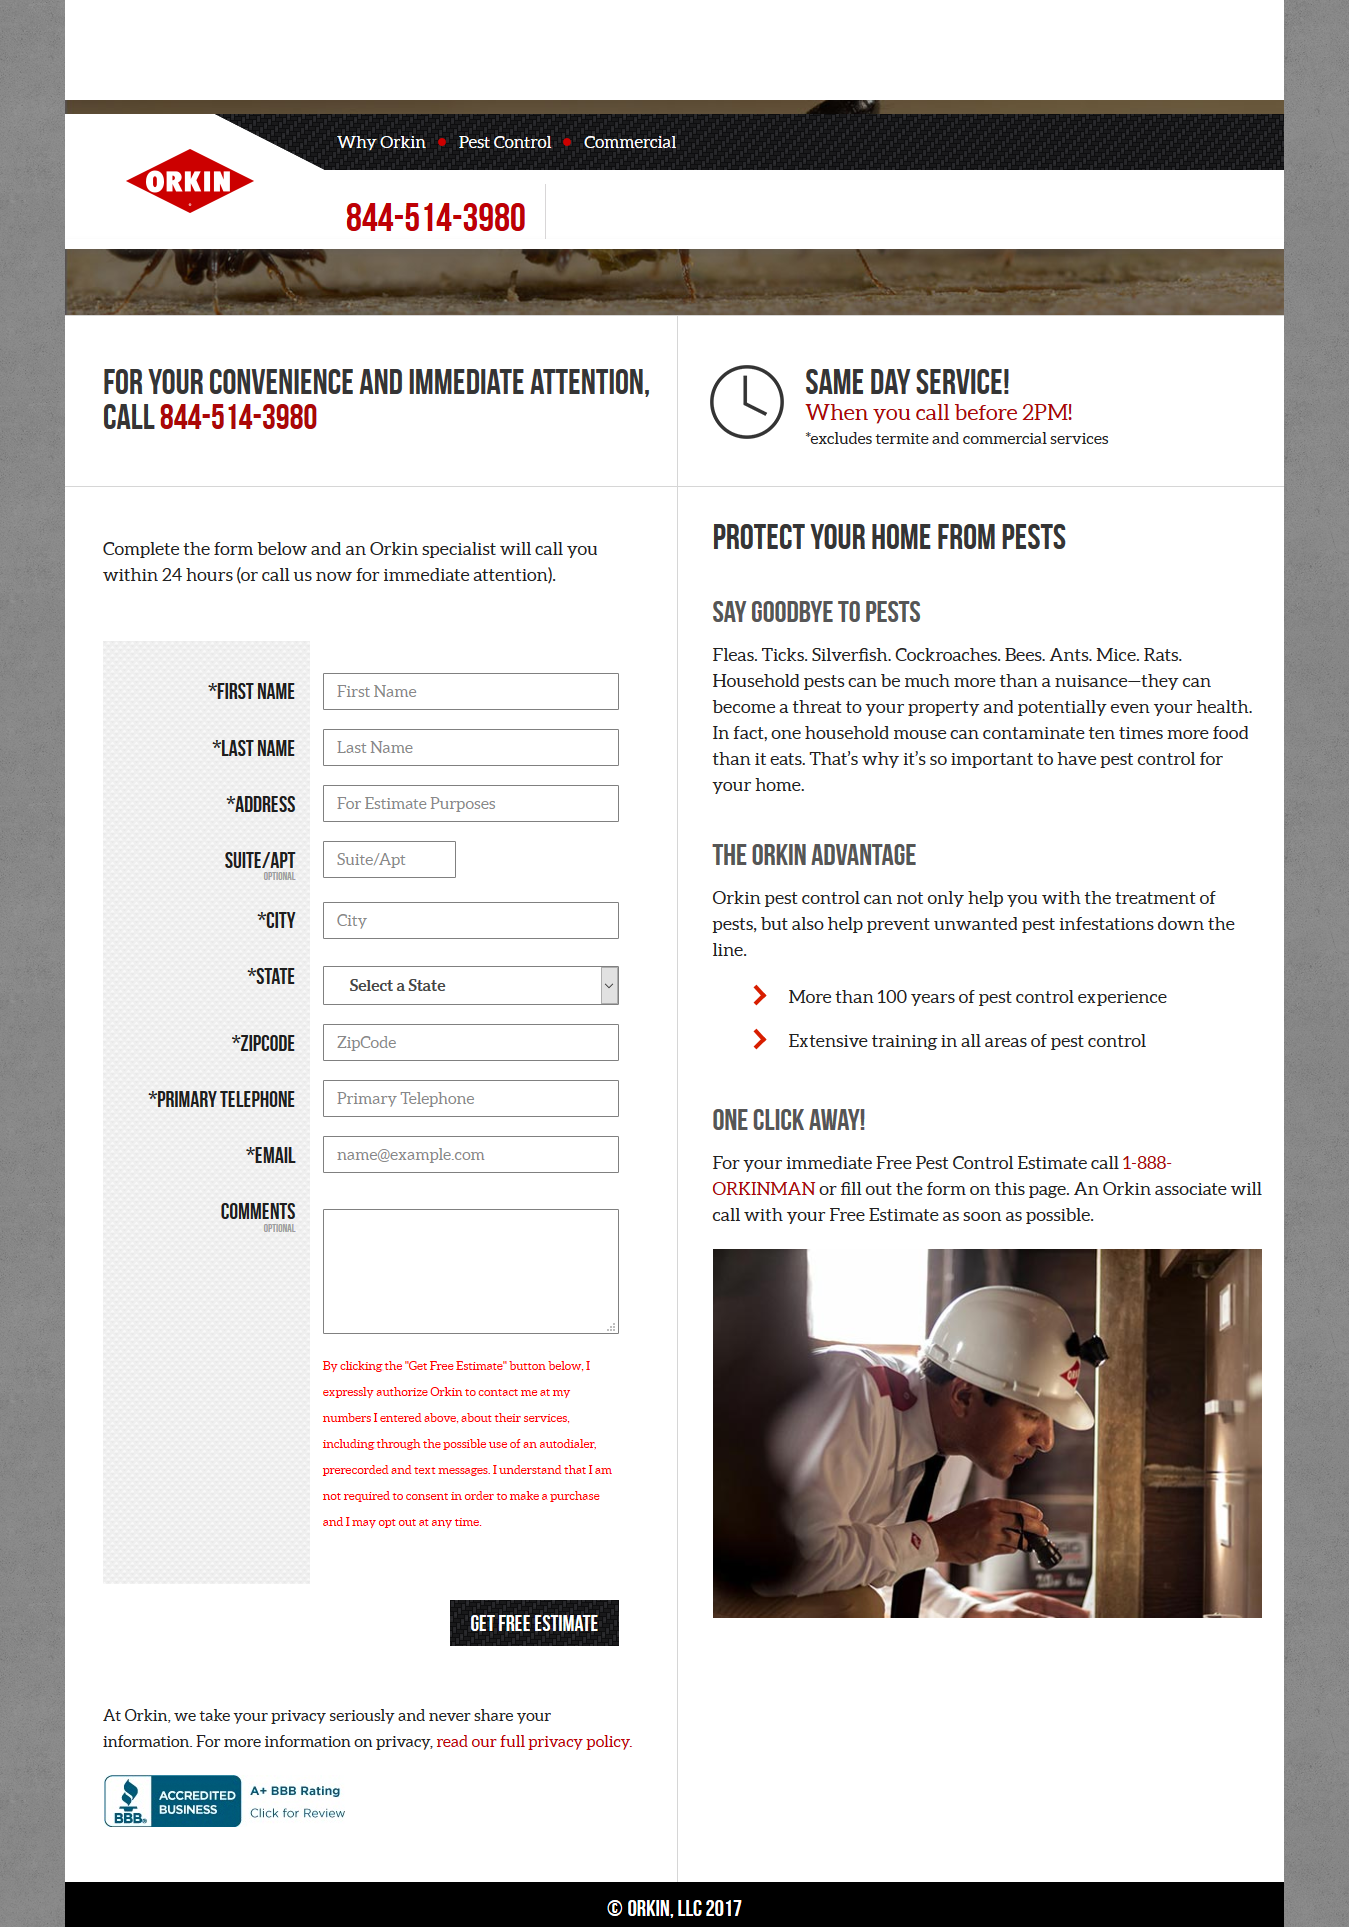 Why Orkin Pest Control Commercial
ORKIN
844-514-3980
FOR YOUR CONVENIENCE AND IMMEDIATE ATTENTION,
CALL 844-514-3980
SAME DAY SERVICE!
When you call before 2PM!
*excludes termite and commercial services
Complete the form below and an Orkin specialist will call you
within 24 hours (or call us now for immediate attention).
*FIRST NAME
First Name
*LAST NAME
Last Name
*ADDRESS
For Estimate Purposes
SUITE/APT
OPTIONAL
Suite/Apt
*CITY
City
*STATE
Select a State
*ZIPCODE
ZipCode
*PRIMARY TELEPHONE
Primary Telephone
*EMAIL
name@example.com
COMMENTS
OPTIONAL
By clicking the "Get Free Estimate" button below, I
expressly authorize Orkin to contact me at my
numbers I entered above, about their services,
including through the possible use of an autodialer,
prerecorded and text messages. I understand that I am
not required to consent in order to make a purchase
and I may opt out at any time.
GET FREE ESTIMATE
At Orkin, we take your privacy seriously and never share your
information. For more information on privacy, read our full privacy policy.
BBB®
ACCREDITED
BUSINESS
A+ BBB Rating
Click for Review
PROTECT YOUR HOME FROM PESTS
SAY GOODBYE TO PESTS
Fleas. Ticks. Silverfish. Cockroaches. Bees. Ants. Mice. Rats.
Household pests can be much more than a nuisance—they can
become a threat to your property and potentially even your health.
In fact, one household mouse can contaminate ten times more food
than it eats. That’s why it’s so important to have pest control for
your home.
THE ORKIN ADVANTAGE
Orkin pest control can not only help you with the treatment of
pests, but also help prevent unwanted pest infestations down the
line.
More than 100 years of pest control experience
Extensive training in all areas of pest control
ONE CLICK AWAY!
For your immediate Free Pest Control Estimate call 1-888-
ORKINMAN or fill out the form on this page. An Orkin associate will
call with your Free Estimate as soon as possible.
© ORKIN, LLC 2017